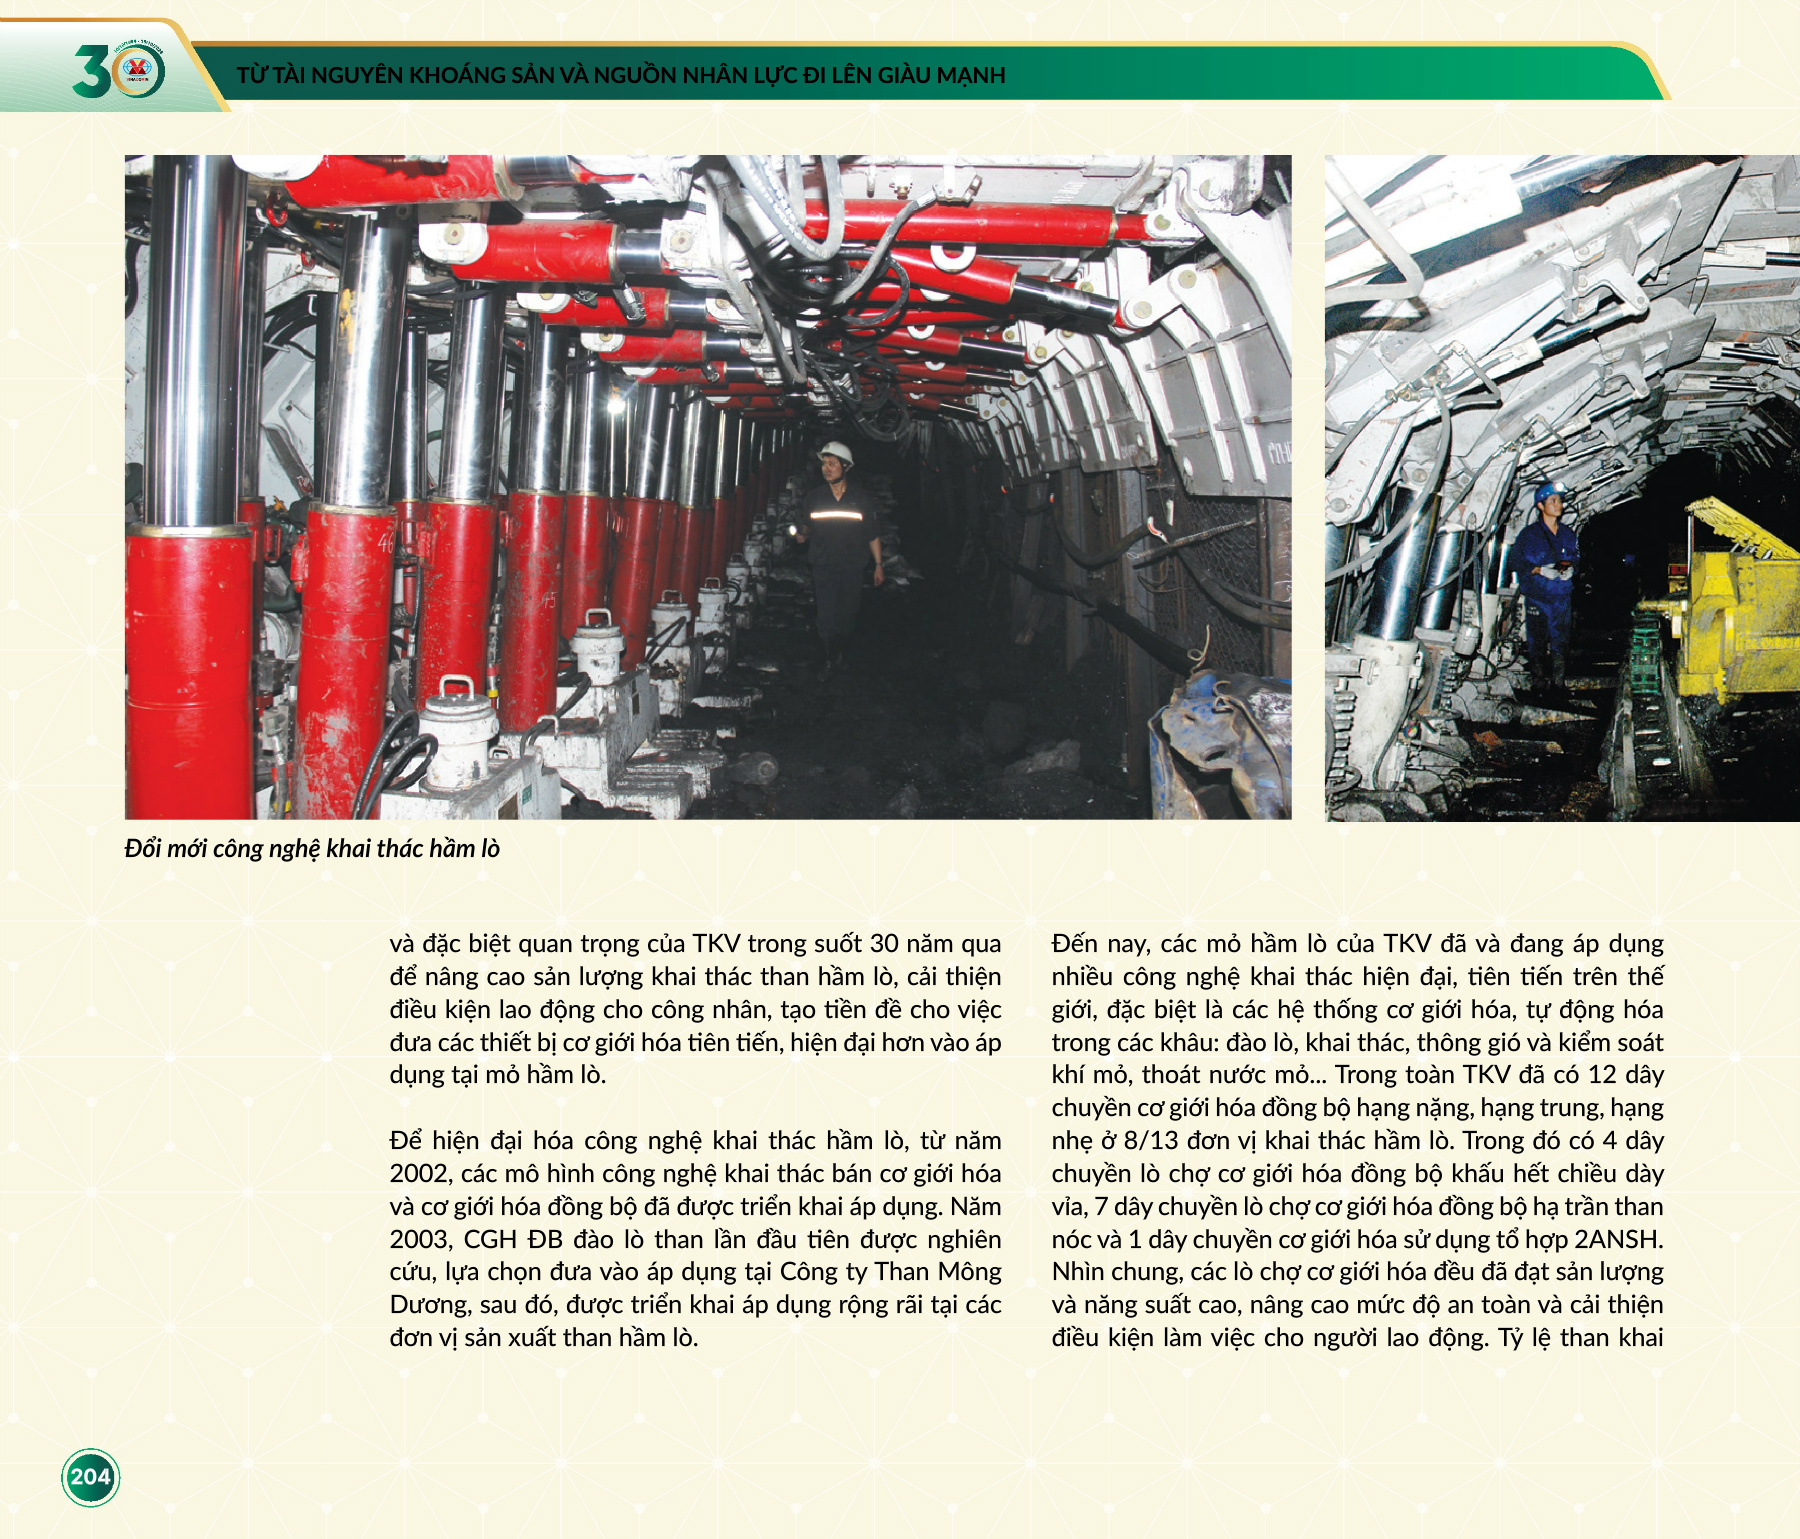 30
TỪ TÀI NGUYÊN KHOÁNG SẢN VÀ NGUỒN NHÂN LỰC ĐI LÊN GIÀU MẠNH
46
45
Đổi mới công nghệ khai thác hầm lò
và đặc biệt quan trọng của TKV trong suốt 30 năm qua
để nâng cao sản lượng khai thác than hầm lò, cải thiện
điều kiện lao động cho công nhân, tạo tiền đề cho việc
đưa các thiết bị cơ giới hóa tiên tiến, hiện đại hơn vào áp
dụng tại mỏ hầm lò.
Để hiện đại hóa công nghệ khai thác hầm lò, từ năm
2002, các mô hình công nghệ khai thác bán cơ giới hóa
và cơ giới hóa đồng bộ đã được triển khai áp dụng. Năm
2003, CGH ĐB đào lò than lần đầu tiên được nghiên
cứu, lựa chọn đưa vào áp dụng tại Công ty Than Mông
Dương, sau đó, được triển khai áp dụng rộng rãi tại các
đơn vị sản xuất than hầm lò.
Đến nay, các mỏ hầm lò của TKV đã và đang áp dụng
nhiều công nghệ khai thác hiện đại, tiên tiến trên thế
giới, đặc biệt là các hệ thống cơ giới hóa, tự động hóa
trong các khâu: đào lò, khai thác, thông gió và kiểm soát
khí mỏ, thoát nước mỏ... Trong toàn TKV đã có 12 dây
chuyền cơ giới hóa đồng bộ hạng nặng, hạng trung, hạng
nhẹ ở 8/13 đơn vị khai thác hầm lò. Trong đó có 4 dây
chuyền lò chợ cơ giới hóa đồng bộ khấu hết chiều dày
vỉa, 7 dây chuyền lò chợ cơ giới hóa đồng bộ hạ trần than
nóc và 1 dây chuyền cơ giới hóa sử dụng tổ hợp 2ANSH.
Nhìn chung, các lò chợ cơ giới hóa đều đã đạt sản lượng
và năng suất cao, nâng cao mức độ an toàn và cải thiện
điều kiện làm việc cho người lao động. Tỷ lệ than khai
204